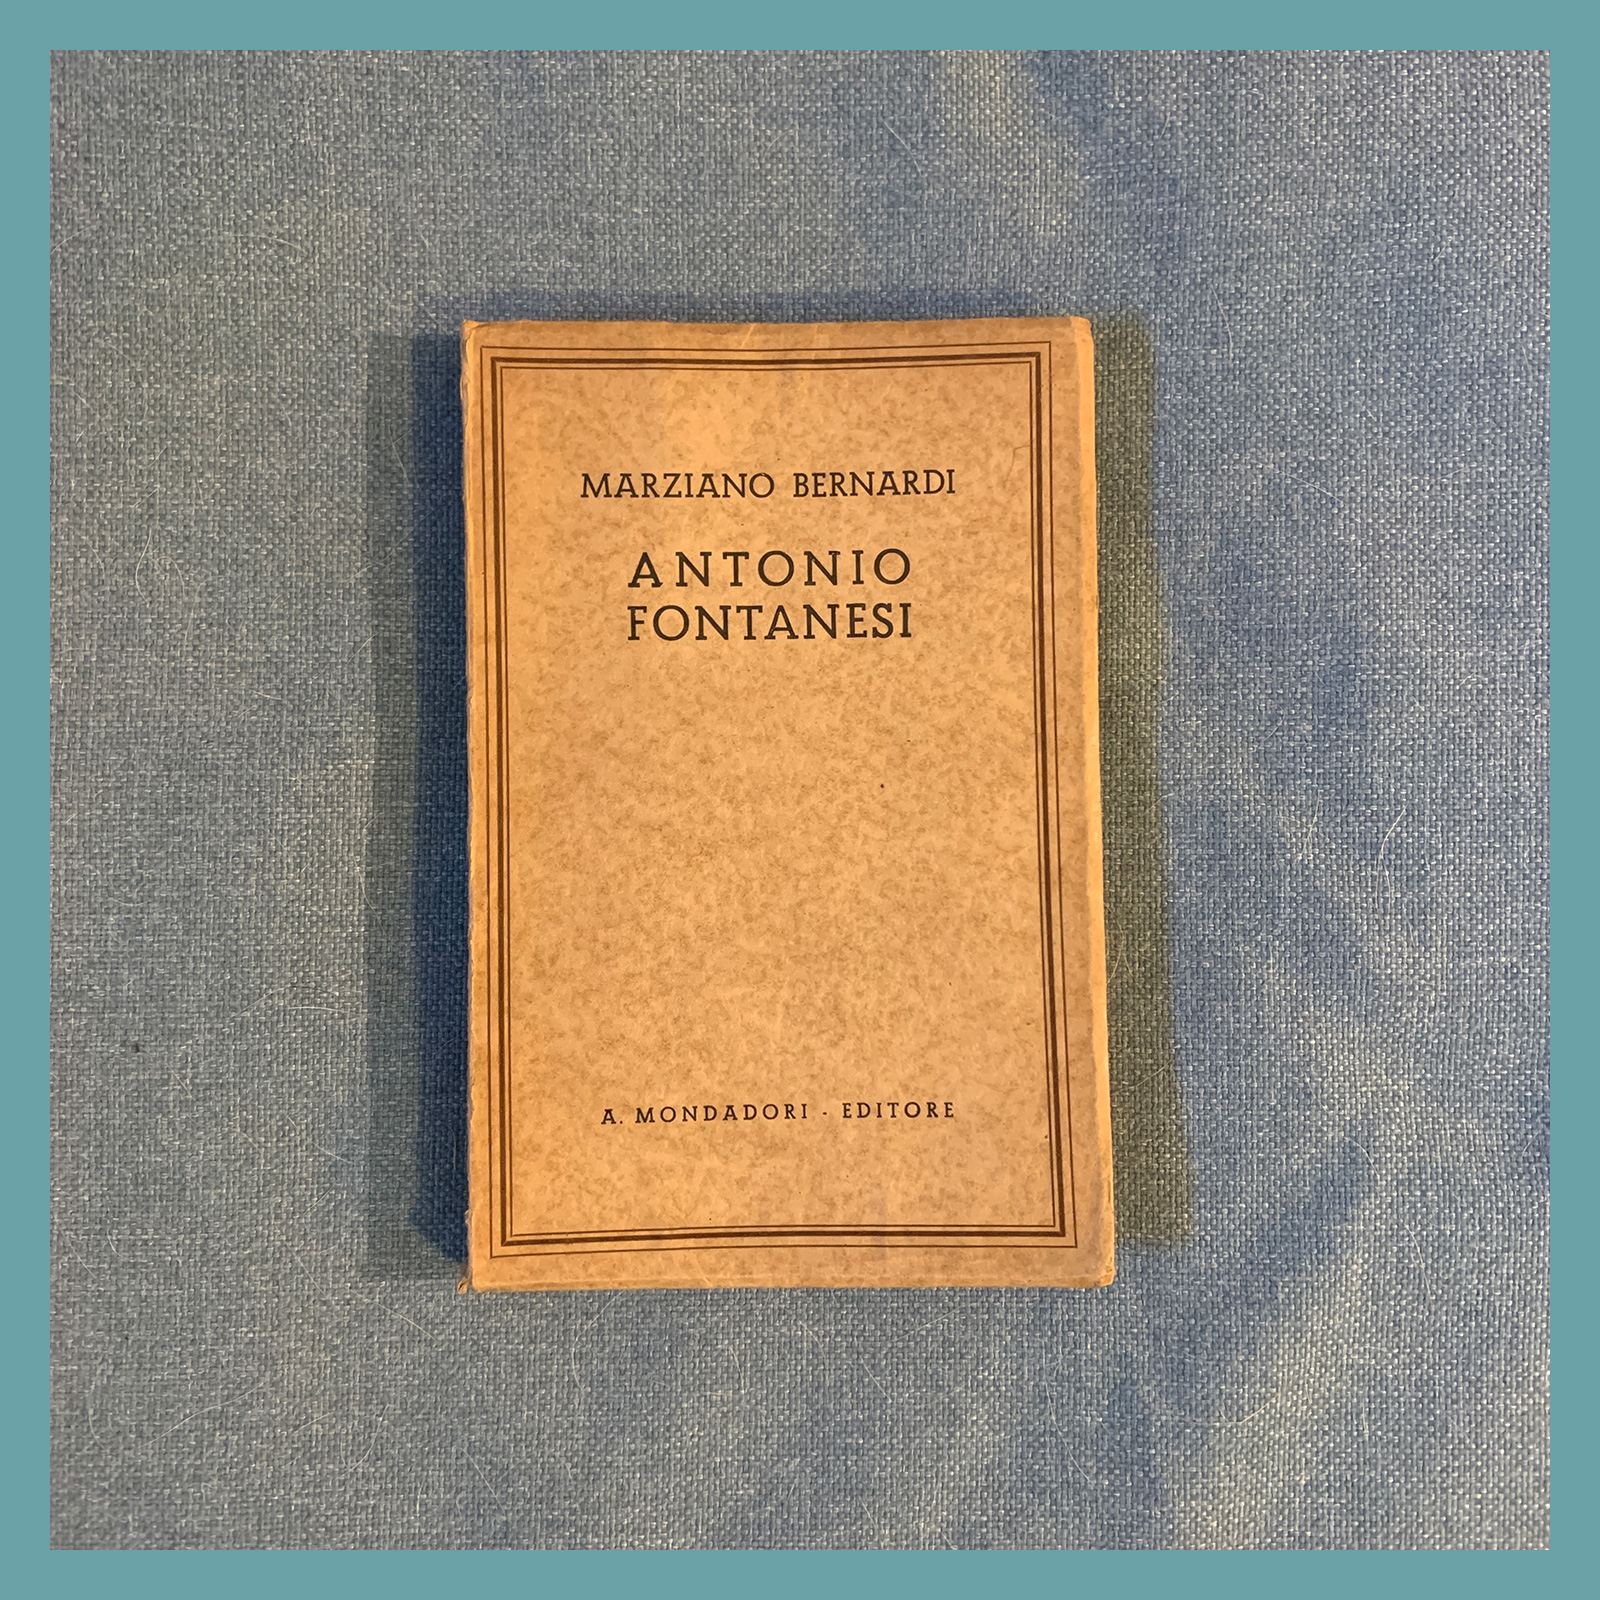 MARZIANO BERNARDI
ANTONIO
FONTANESI
A. MONDADORI - EDITORE